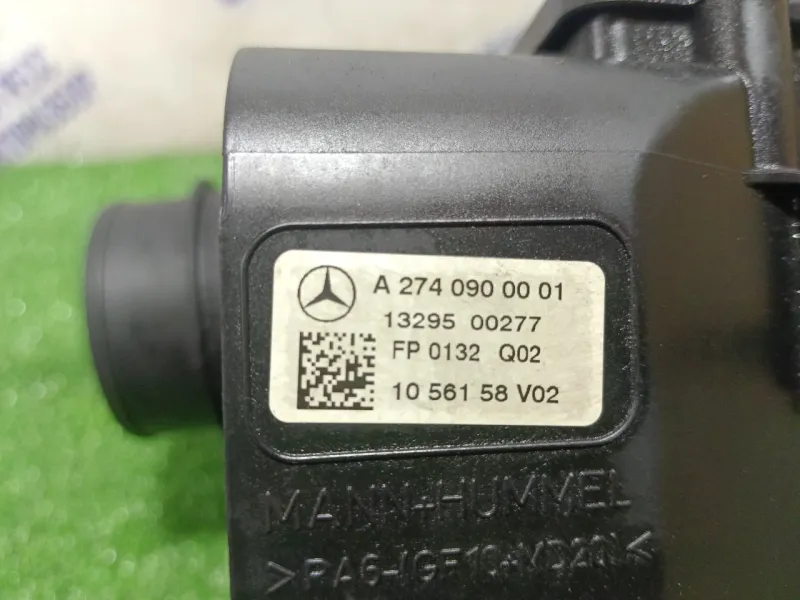 A 274 090 00 01
13295 00277
FP 0132 Q02
10 561 58 V02
MANN+HUMMEL